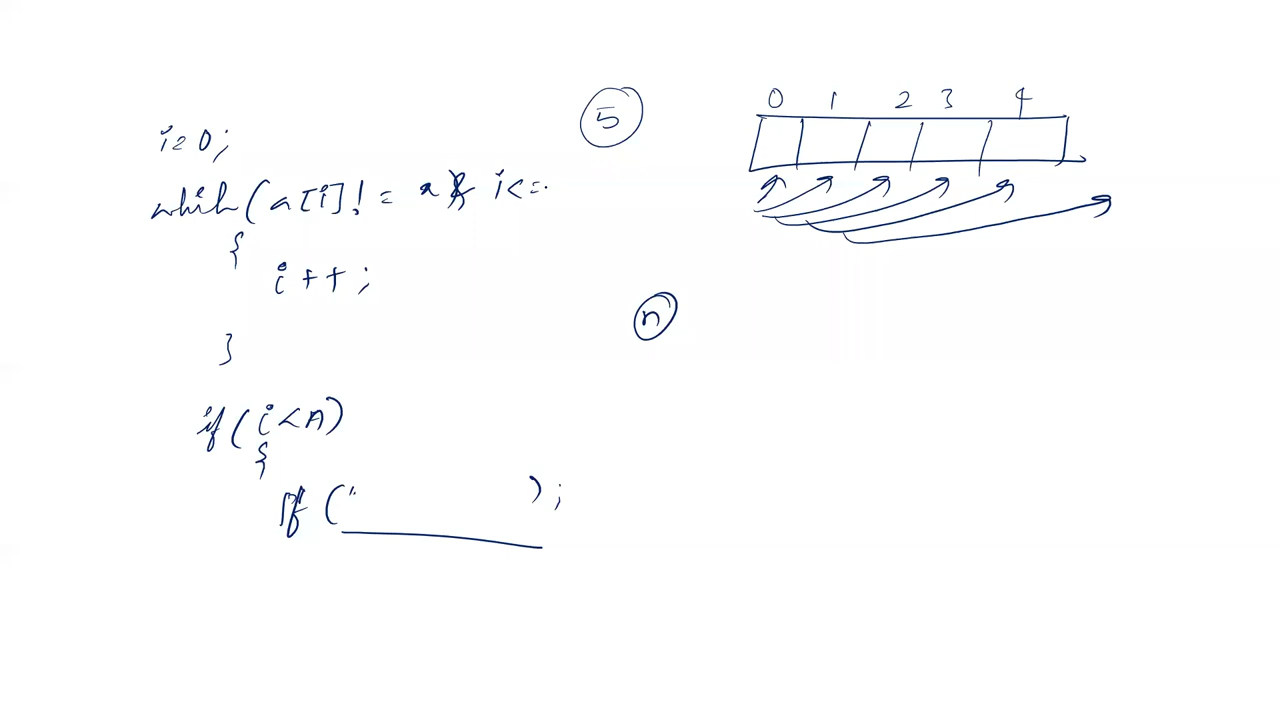 i=0;
while(a[i]!= x & i<=
{
i++;
}
if(i<n)
{
Pf(" );
5
n
0 1 2 3 4